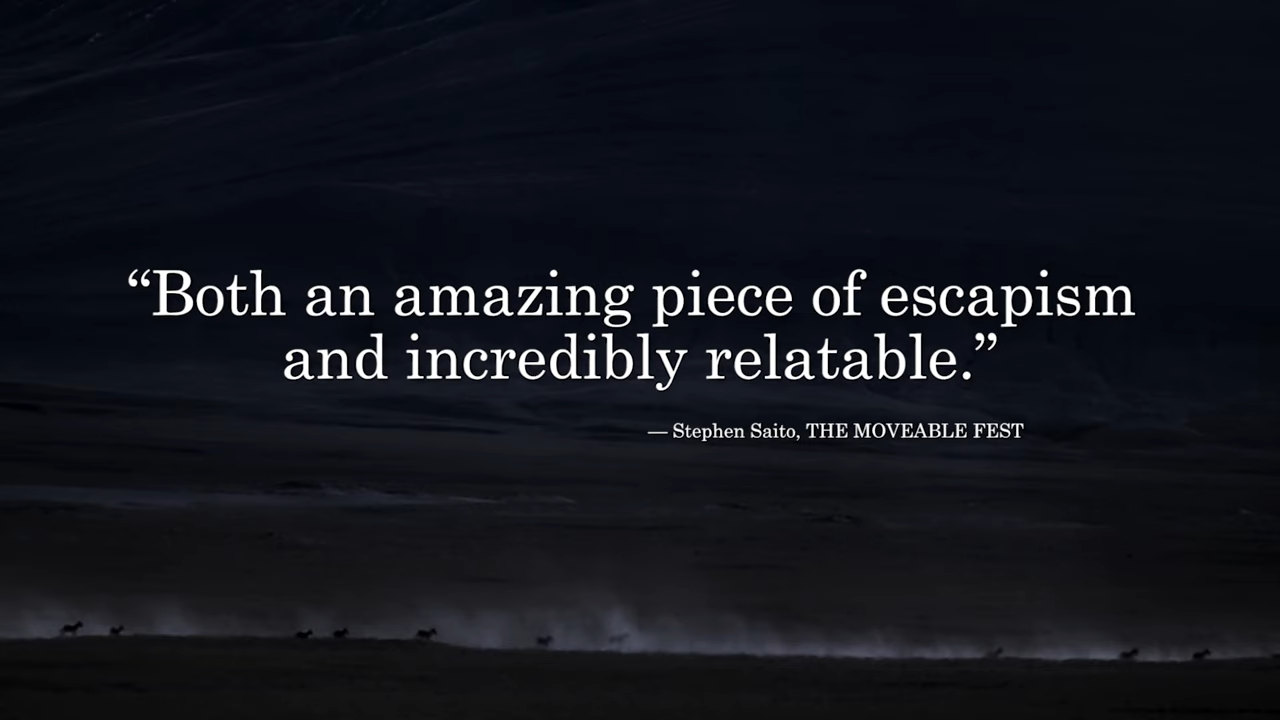 “Both an amazing piece of escapism
and incredibly relatable.”
— Stephen Saito, THE MOVEABLE FEST